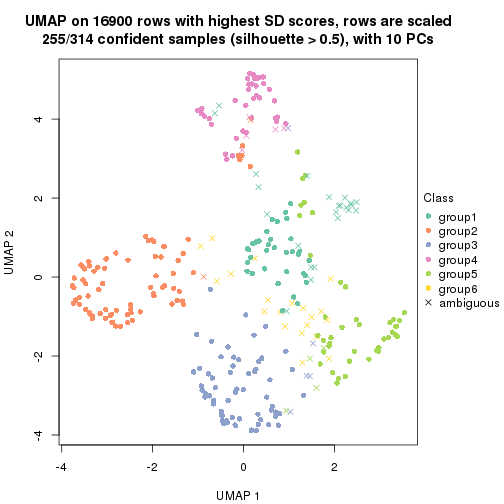 UMAP on 16900 rows with highest SD scores, rows are scaled
255/314 confident samples (silhouette > 0.5), with 10 PCs
4
2
0
-2
-4
UMAP 2
-4
-2
0
2
UMAP 1
Class
group1
group2
group3
group4
group5
group6
ambiguous